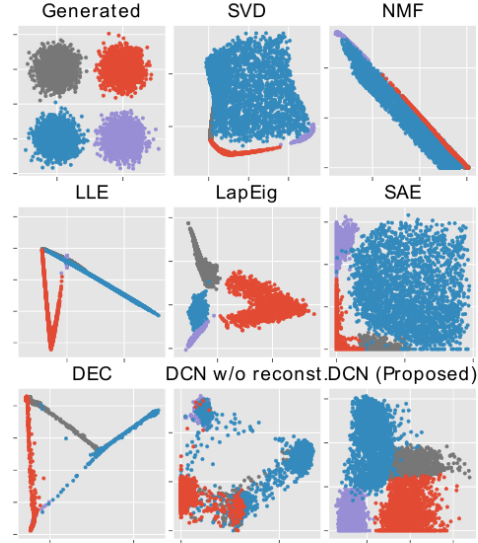 Generated SVD NMF
LLE LapEig SAE
DEC DCN w/o reconst. DCN (Proposed)